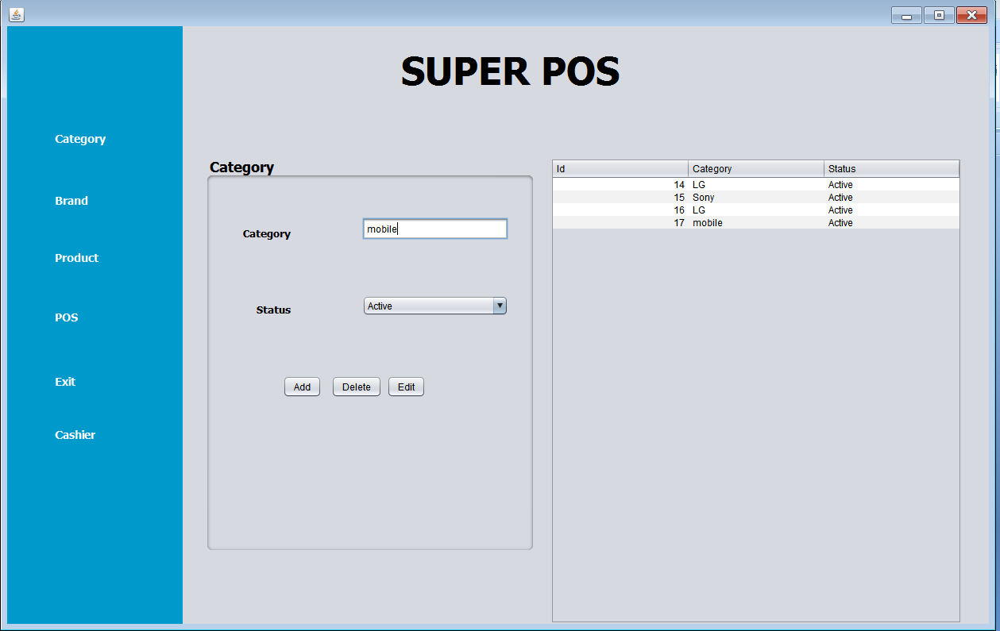 SUPER POS
Category
Brand
Product
POS
Exit
Cashier
Category
Category
mobile
Status
Active
Add Delete Edit
Id Category Status
14 LG Active
15 Sony Active
16 LG Active
17 mobile Active